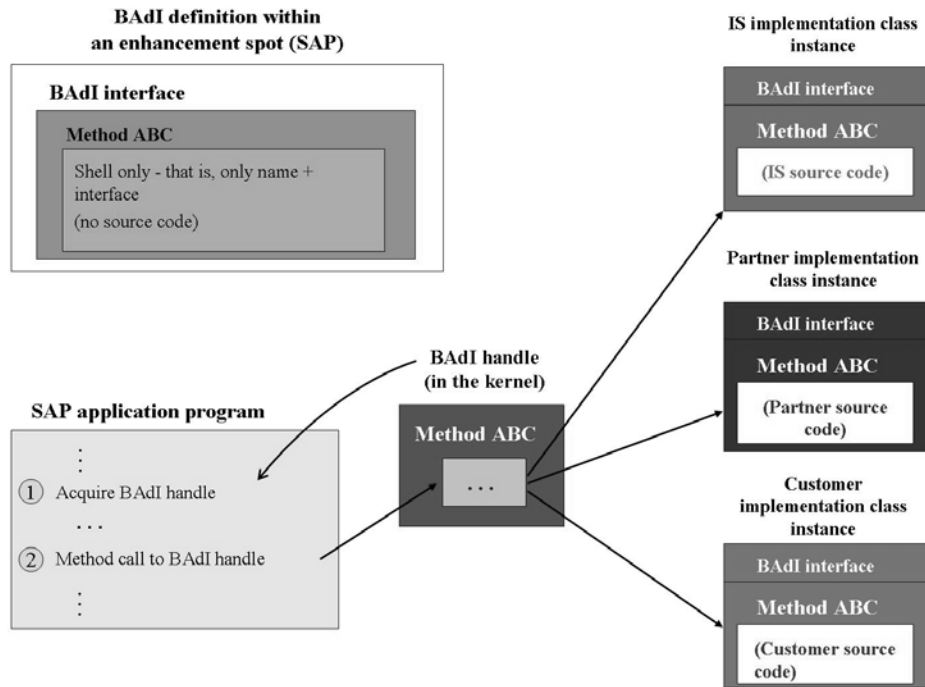 BAdI definition within
an enhancement spot (SAP)
BAdI interface
Method ABC
Shell only - that is, only name +
interface
(no source code)
SAP application program
⋮
① Acquire BAdI handle
...
② Method call to BAdI handle
⋮
BAdI handle
(in the kernel)
Method ABC
...
IS implementation class
instance
BAdI interface
Method ABC
(IS source code)
Partner implementation
class instance
BAdI interface
Method ABC
(Partner source
code)
Customer
implementation class
instance
BAdI interface
Method ABC
(Customer source
code)